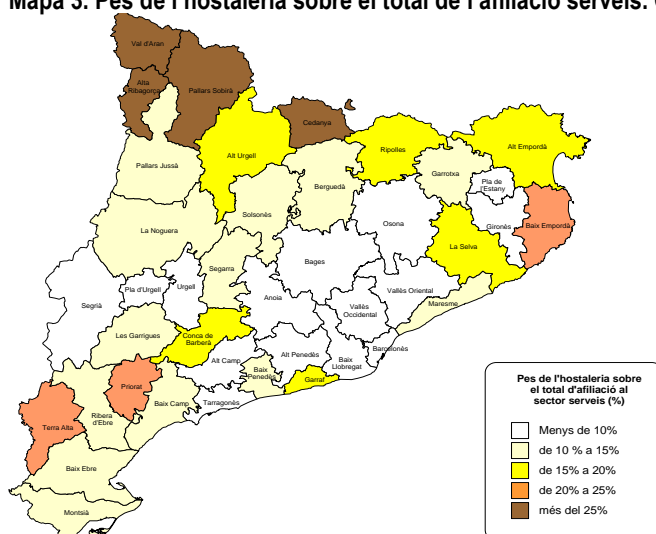 Mapa 3. Pes de l'hostaleria sobre el total de l'afiliació serveis.
Val d'Aran
Alta
Ribagorça
Pallars Sobirà
Cedanya
Alt Urgell
Ripolles
Alt Empordà
Pallars Jussà
Berguedà
Garrotxa
Pla de
l'Estany
Solsonès
Osona
Gironès
Baix Empordà
La Noguera
La Selva
Segarra
Bages
Segrià
Pla d'Urgell
Urgell
Anoia
Vallès Oriental
Vallès
Occidental
Maresme
Les Garrigues
Conca de
Barberà
Alt Camp
Alt Penedès
Baix
Llobregat
Barcelonès
Baix
Penedès
Garraf
Priorat
Baix Camp
Tarragonès
Terra Alta
Ribera
d'Ebre
Baix Ebre
Montsià
Pes de l'hostaleria sobre
el total d'afiliació al
sector serveis (%)
Menys de 10%
de 10 % a 15%
de 15% a 20%
de 20% a 25%
més del 25%